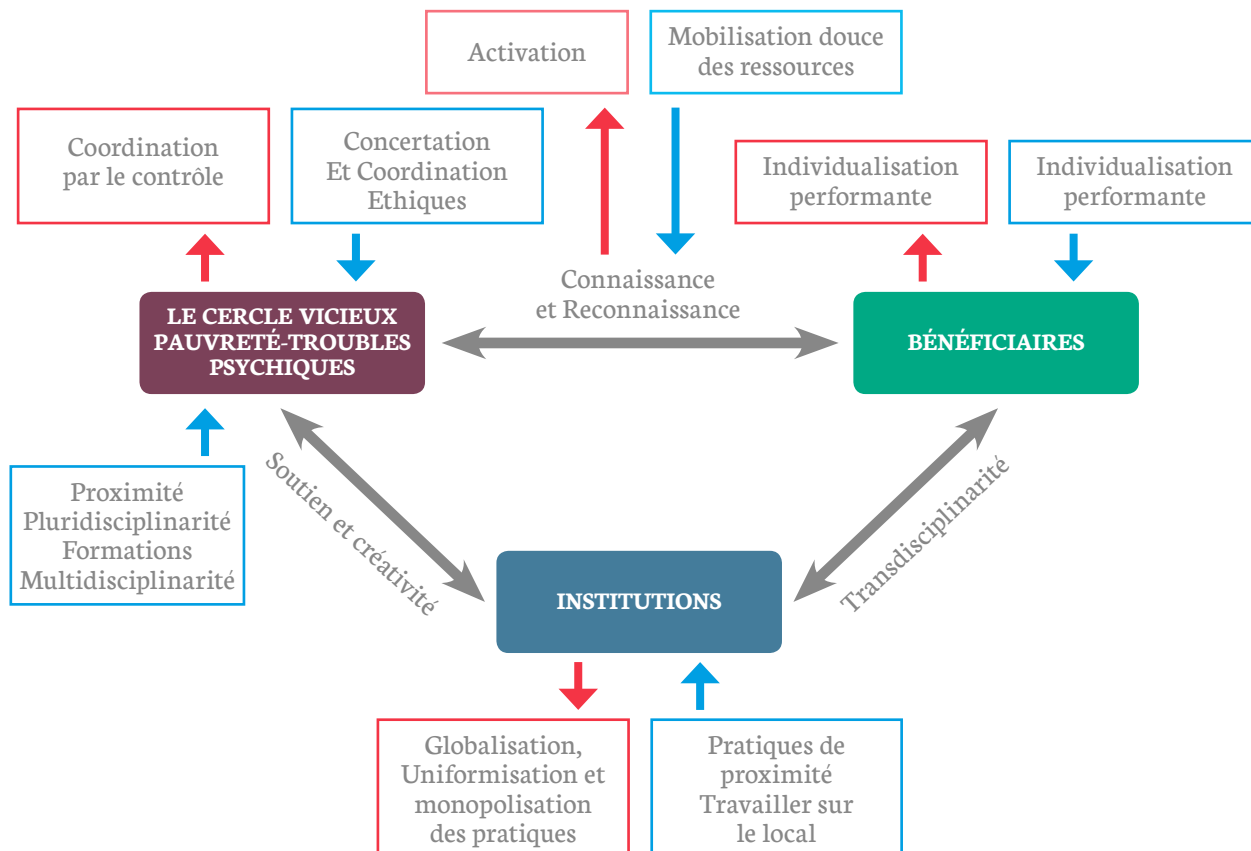 Activation
Mobilisation douce
des ressources
Coordination
par le contrôle
Concertation
Et Coordination
Ethiques
Individualisation
performante
Individualisation
performante
Connaissance
et Reconnaissance
LE CERCLE VICIEUX
PAUVRETÉ-TROUBLES
PSYCHIQUES
BÉNÉFICIAIRES
Proximité
Pluridisciplinarité
Formations
Multidisciplinarité
Soutien et créativité
Transdisciplinarité
INSTITUTIONS
Globalisation,
Uniformisation et
monopolisation
des pratiques
Pratiques de
proximité
Travailler sur
le local